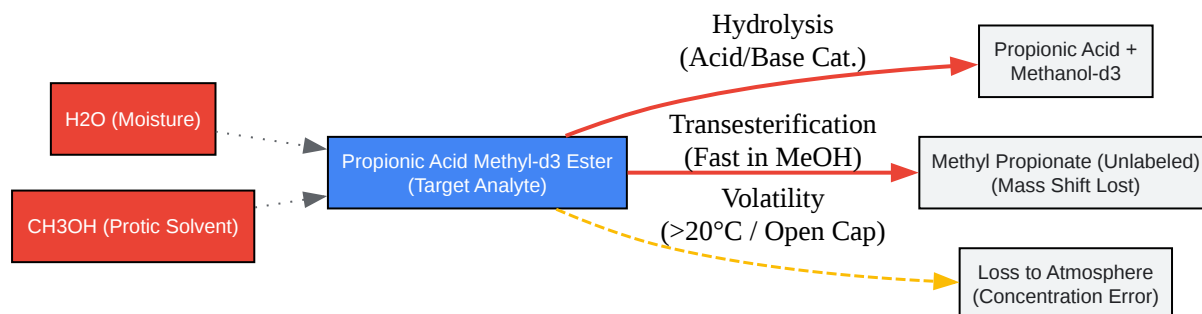 H2O (Moisture)
CH3OH (Protic Solvent)
Propionic Acid Methyl-d3 Ester
(Target Analyte)
Hydrolysis
(Acid/Base Cat.)
Transesterification
(Fast in MeOH)
Volatility
(>20°C / Open Cap)
Propionic Acid +
Methanol-d3
Methyl Propionate (Unlabeled)
(Mass Shift Lost)
Loss to Atmosphere
(Concentration Error)